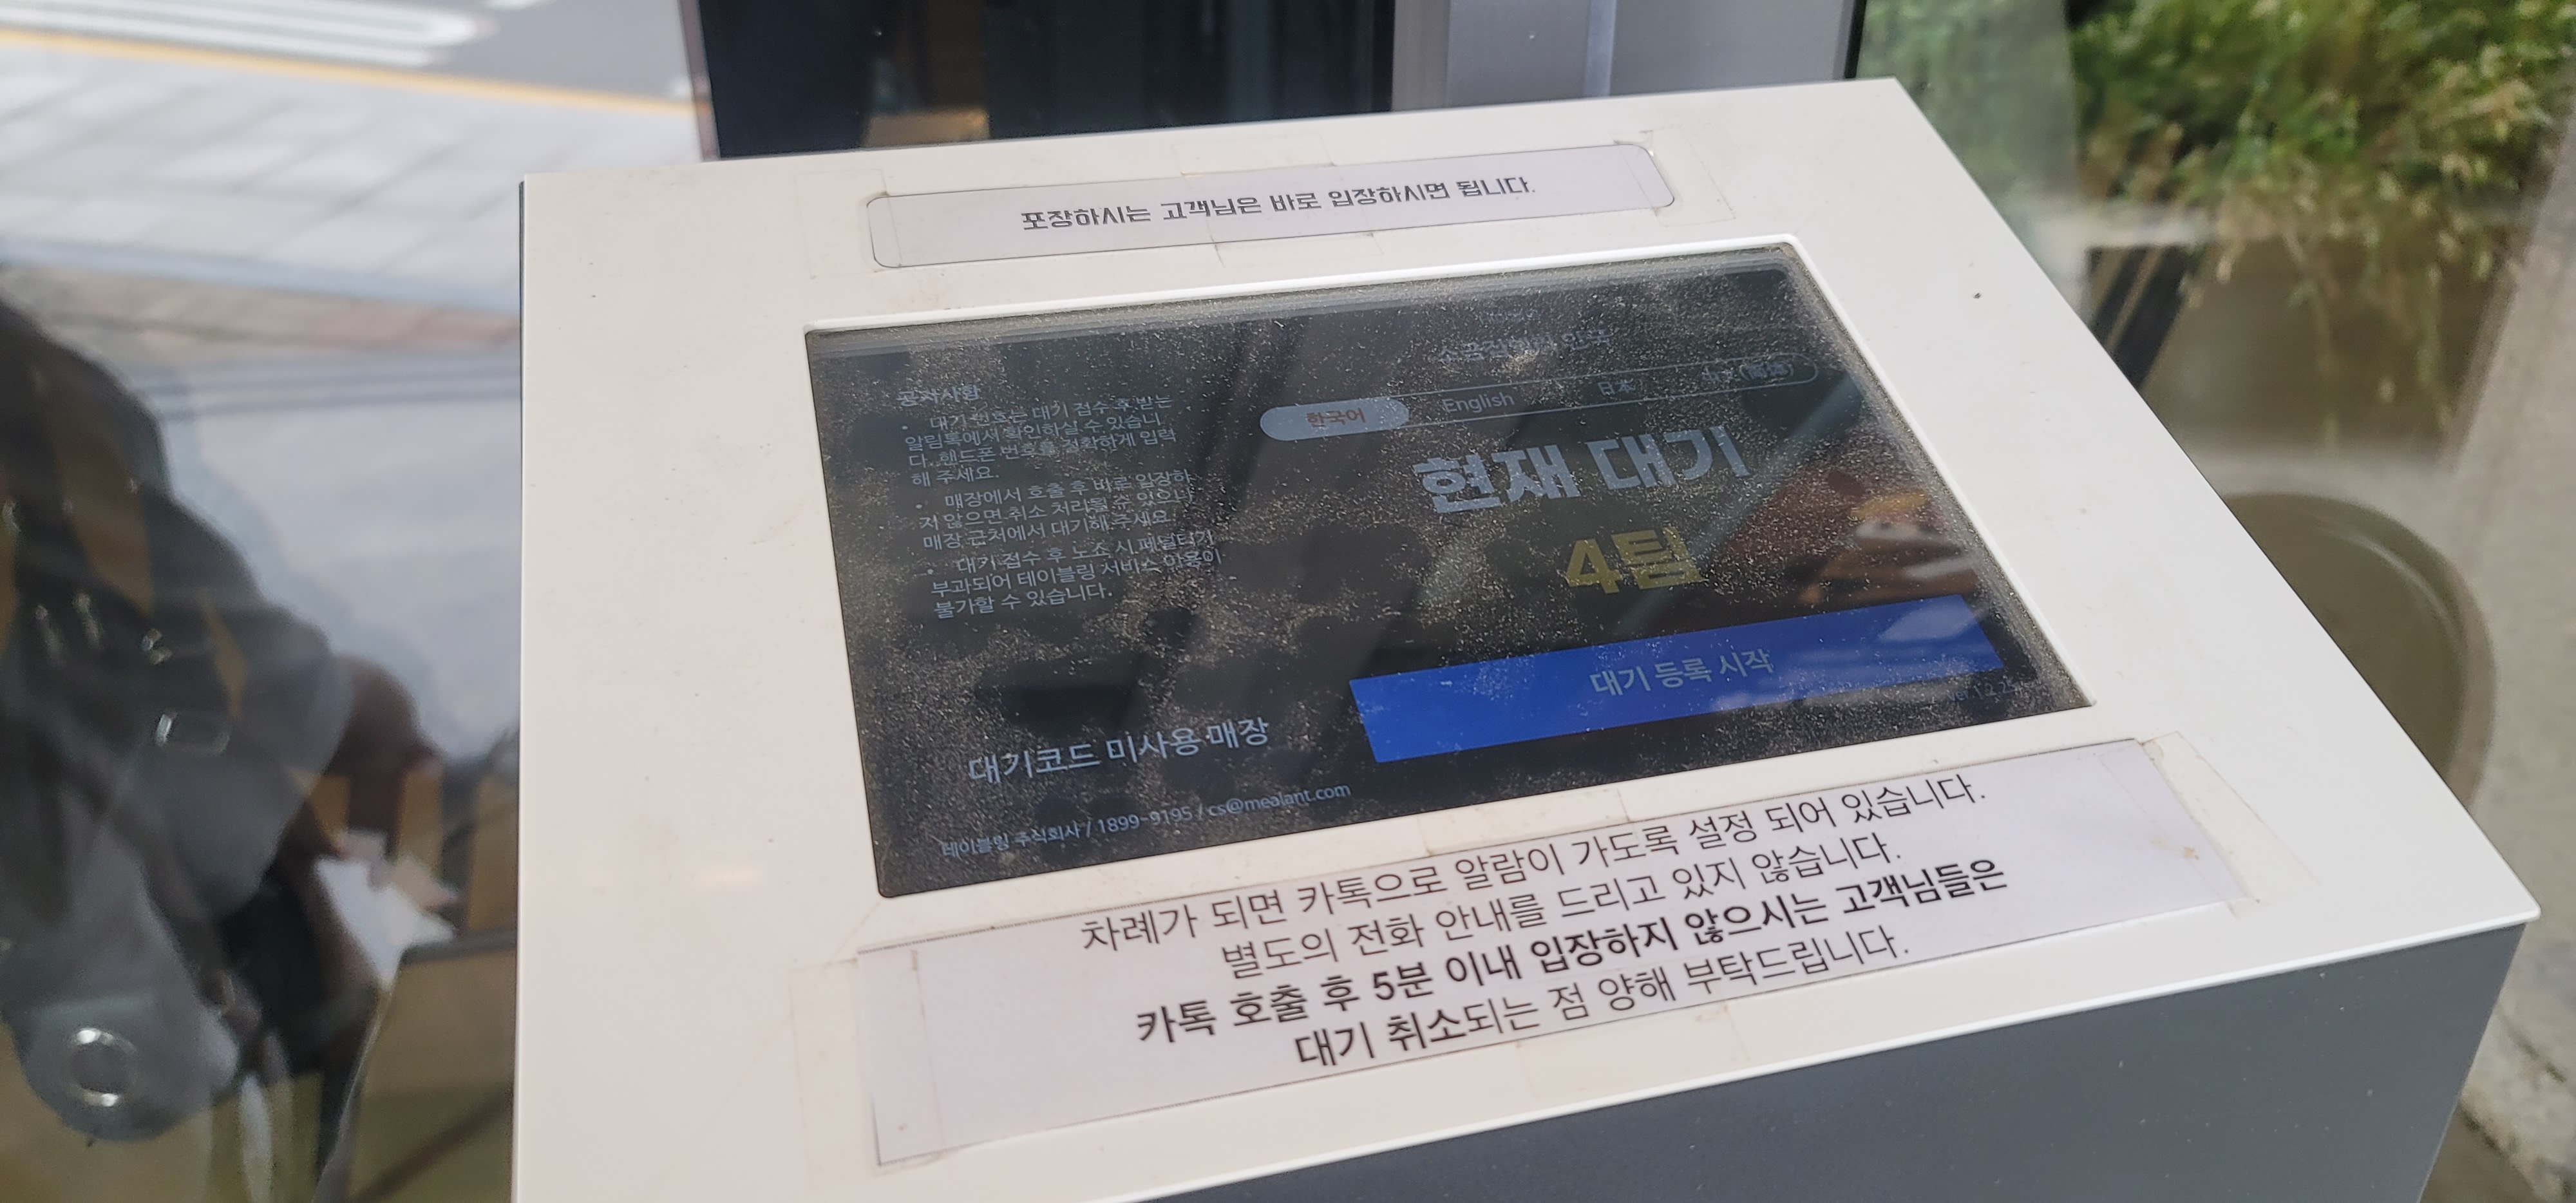 포장하시는 고객님은 바로 입장하시면 됩니다.
공지사항
• 대기 번호는 대기 접수 후 받는
알림톡에서 확인하실 수 있습니
다. 핸드폰 번호를 정확하게 입력
해 주세요.
• 매장에서 호출 후 바로 입장하
지 않으면 취소 처리될 수 있으니
매장 근처에서 대기해 주세요.
• 대기 접수 후 노쇼 시 패널티가
부과되어 테이블링 서비스 이용이
불가할 수 있습니다.
대기코드 미사용 매장
테이블링 주식회사 / 1899-9195 / cs@mealant.com
한국어 English 日本 中文(简体)
현재 대기
4팀
대기 등록 시작
차례가 되면 카톡으로 알람이 가도록 설정 되어 있습니다.
별도의 전화 안내를 드리고 있지 않습니다.
카톡 호출 후 5분 이내 입장하지 않으시는 고객님들은
대기 취소되는 점 양해 부탁드립니다.